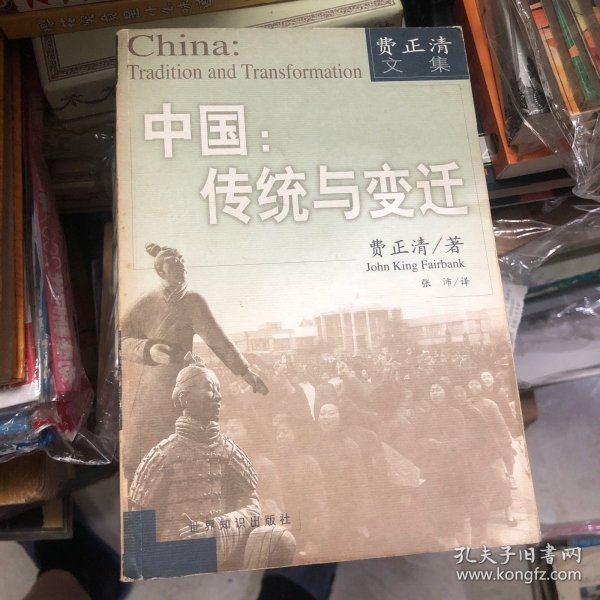 China:
Tradition and Transformation
费正清
文集
中国:
传统与变迁
费正清/著
John King Fairbank
张 沛/译
世界知识出版社
孔夫子旧书网
www.kongfz.com